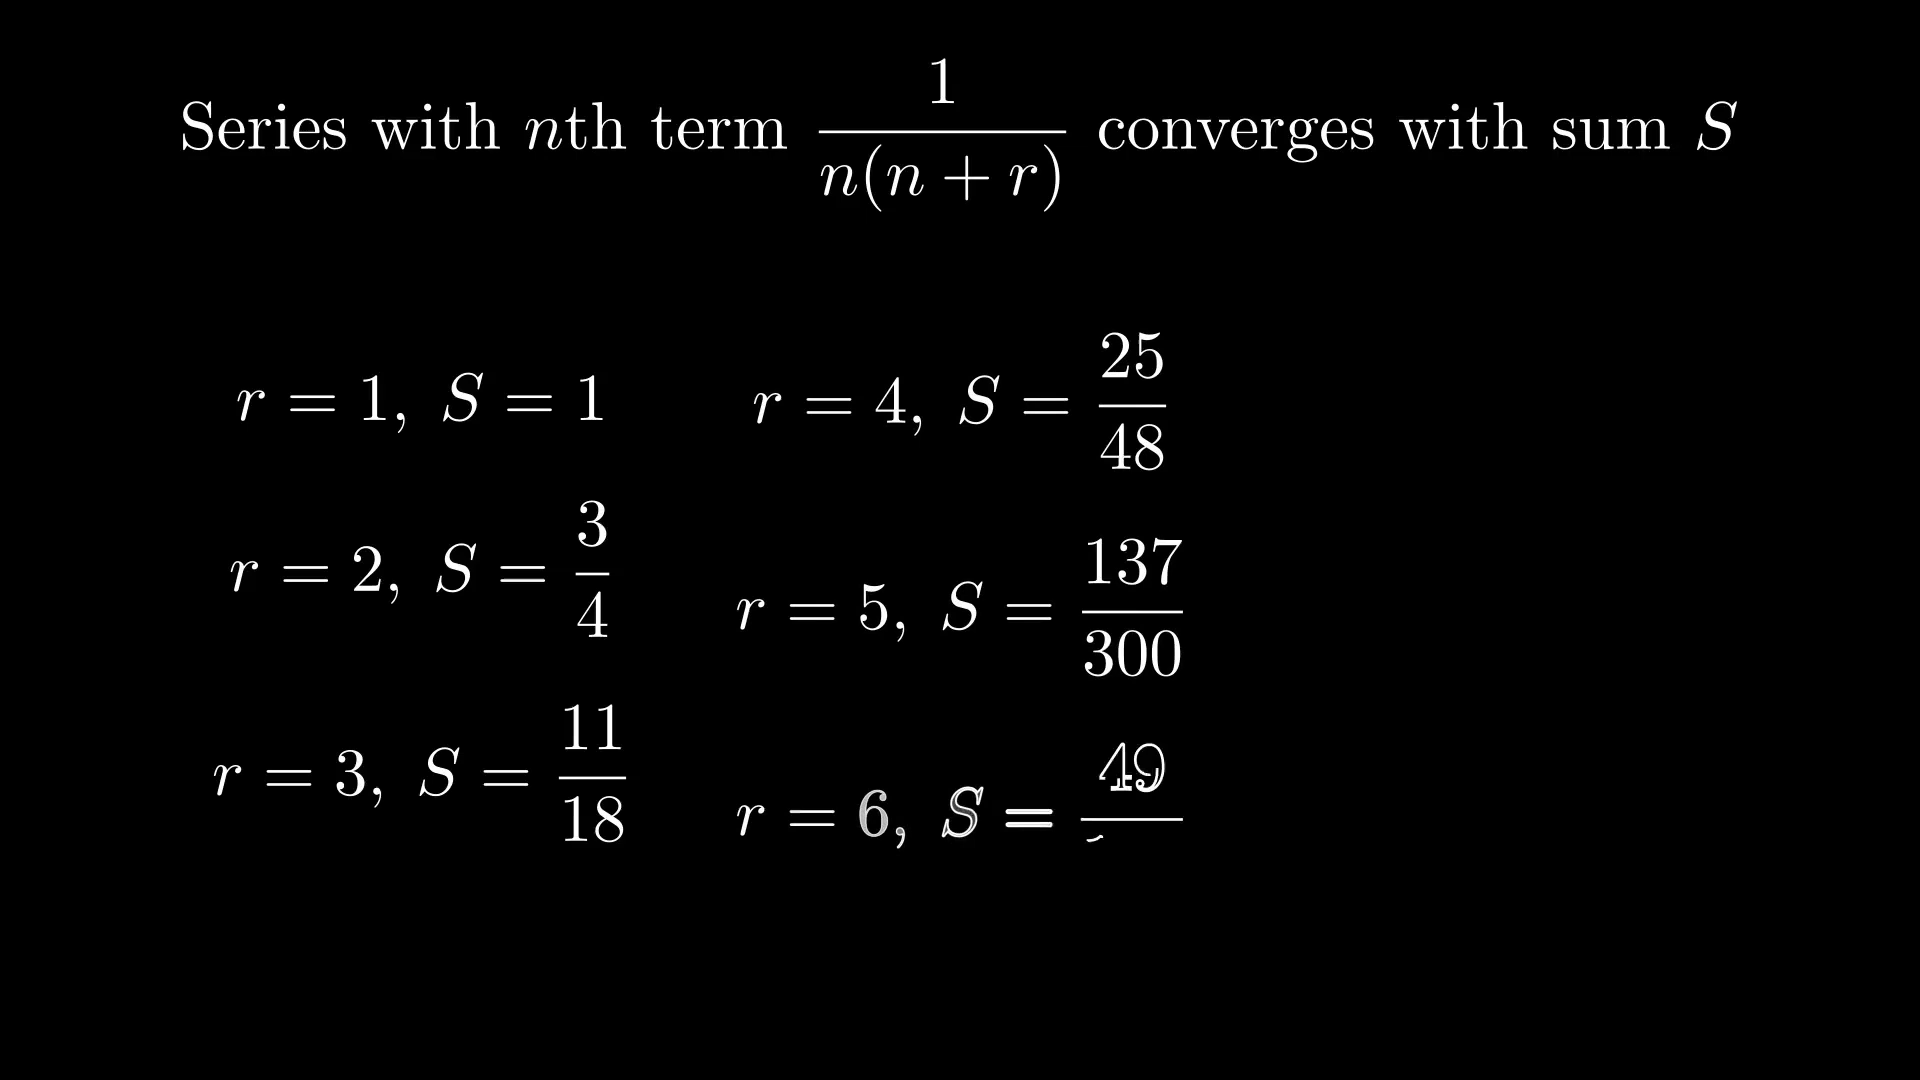 Series with nth term 1/(n(n + r)) converges with sum S
r = 1, S = 1
r = 2, S = 3/4
r = 3, S = 11/18
r = 4, S = 25/48
r = 5, S = 137/300
r = 6, S = 49/